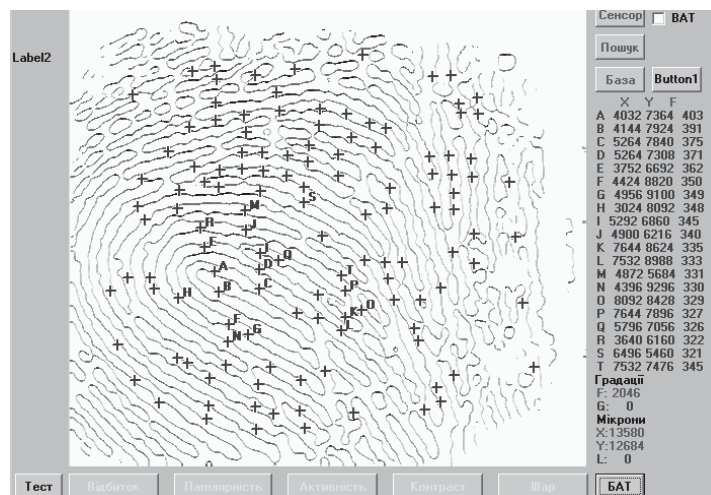 Label2
Сенсор BAT
Пошук
База Button1
X Y F
A 4032 7364 403
B 4144 7924 391
C 5264 7840 375
D 5264 7308 371
E 3752 6692 362
F 4424 8820 350
G 4956 9100 349
H 3024 8092 348
I 5292 6860 345
J 4900 6216 340
K 7644 8624 335
L 7532 8988 333
M 4872 5684 331
N 4396 9296 330
O 8092 8428 329
P 7644 7896 327
Q 5796 7056 326
R 3640 6160 322
S 6496 5460 321
T 7532 7476 345
Градації
F: 2046
G: 0
Мікрони
X:13580
Y:12684
L: 0
S
M
R
J
E
I
Q
A
D
T
B
C
P
H
O
K
F
L
G
N
Тест Відбиток Папілярність Активність Контраст Шар БАТ